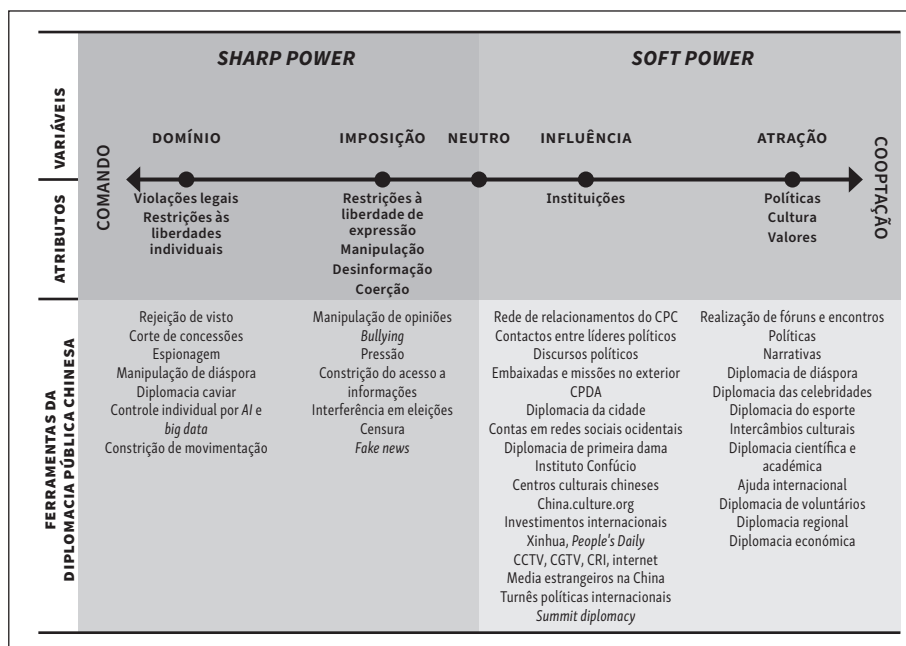 SHARP POWER
SOFT POWER
VARIÁVEIS
DOMÍNIO
IMPOSIÇÃO
NEUTRO
INFLUÊNCIA
ATRAÇÃO
COMANDO
COOPTAÇÃO
ATRIBUTOS
Violações legais
Restrições às
liberdades
individuais
Restrições à
liberdade de
expressão
Manipulação
Desinformação
Coerção
Instituições
Políticas
Cultura
Valores
FERRAMENTAS DA
DIPLOMACIA PÚBLICA CHINESA
Rejeição de visto
Corte de concessões
Espionagem
Manipulação de diáspora
Diplomacia caviar
Controle individual por AI e
big data
Constrição de movimentação
Manipulação de opiniões
Bullying
Pressão
Constrição do acesso a
informações
Interferência em eleições
Censura
Fake news
Rede de relacionamentos do CPC
Contactos entre líderes políticos
Discursos políticos
Embaixadas e missões no exterior
CPDA
Diplomacia da cidade
Contas em redes sociais ocidentais
Diplomacia de primeira dama
Instituto Confúcio
Centros culturais chineses
China.culture.org
Investimentos internacionais
Xinhua, People's Daily
CCTV, CGTV, CRI, internet
Media estrangeiros na China
Turnês políticas internacionais
Summit diplomacy
Realização de fóruns e encontros
Políticas
Narrativas
Diplomacia de diáspora
Diplomacia das celebridades
Diplomacia do esporte
Intercâmbios culturais
Diplomacia científica e
académica
Ajuda internacional
Diplomacia de voluntários
Diplomacia regional
Diplomacia económica